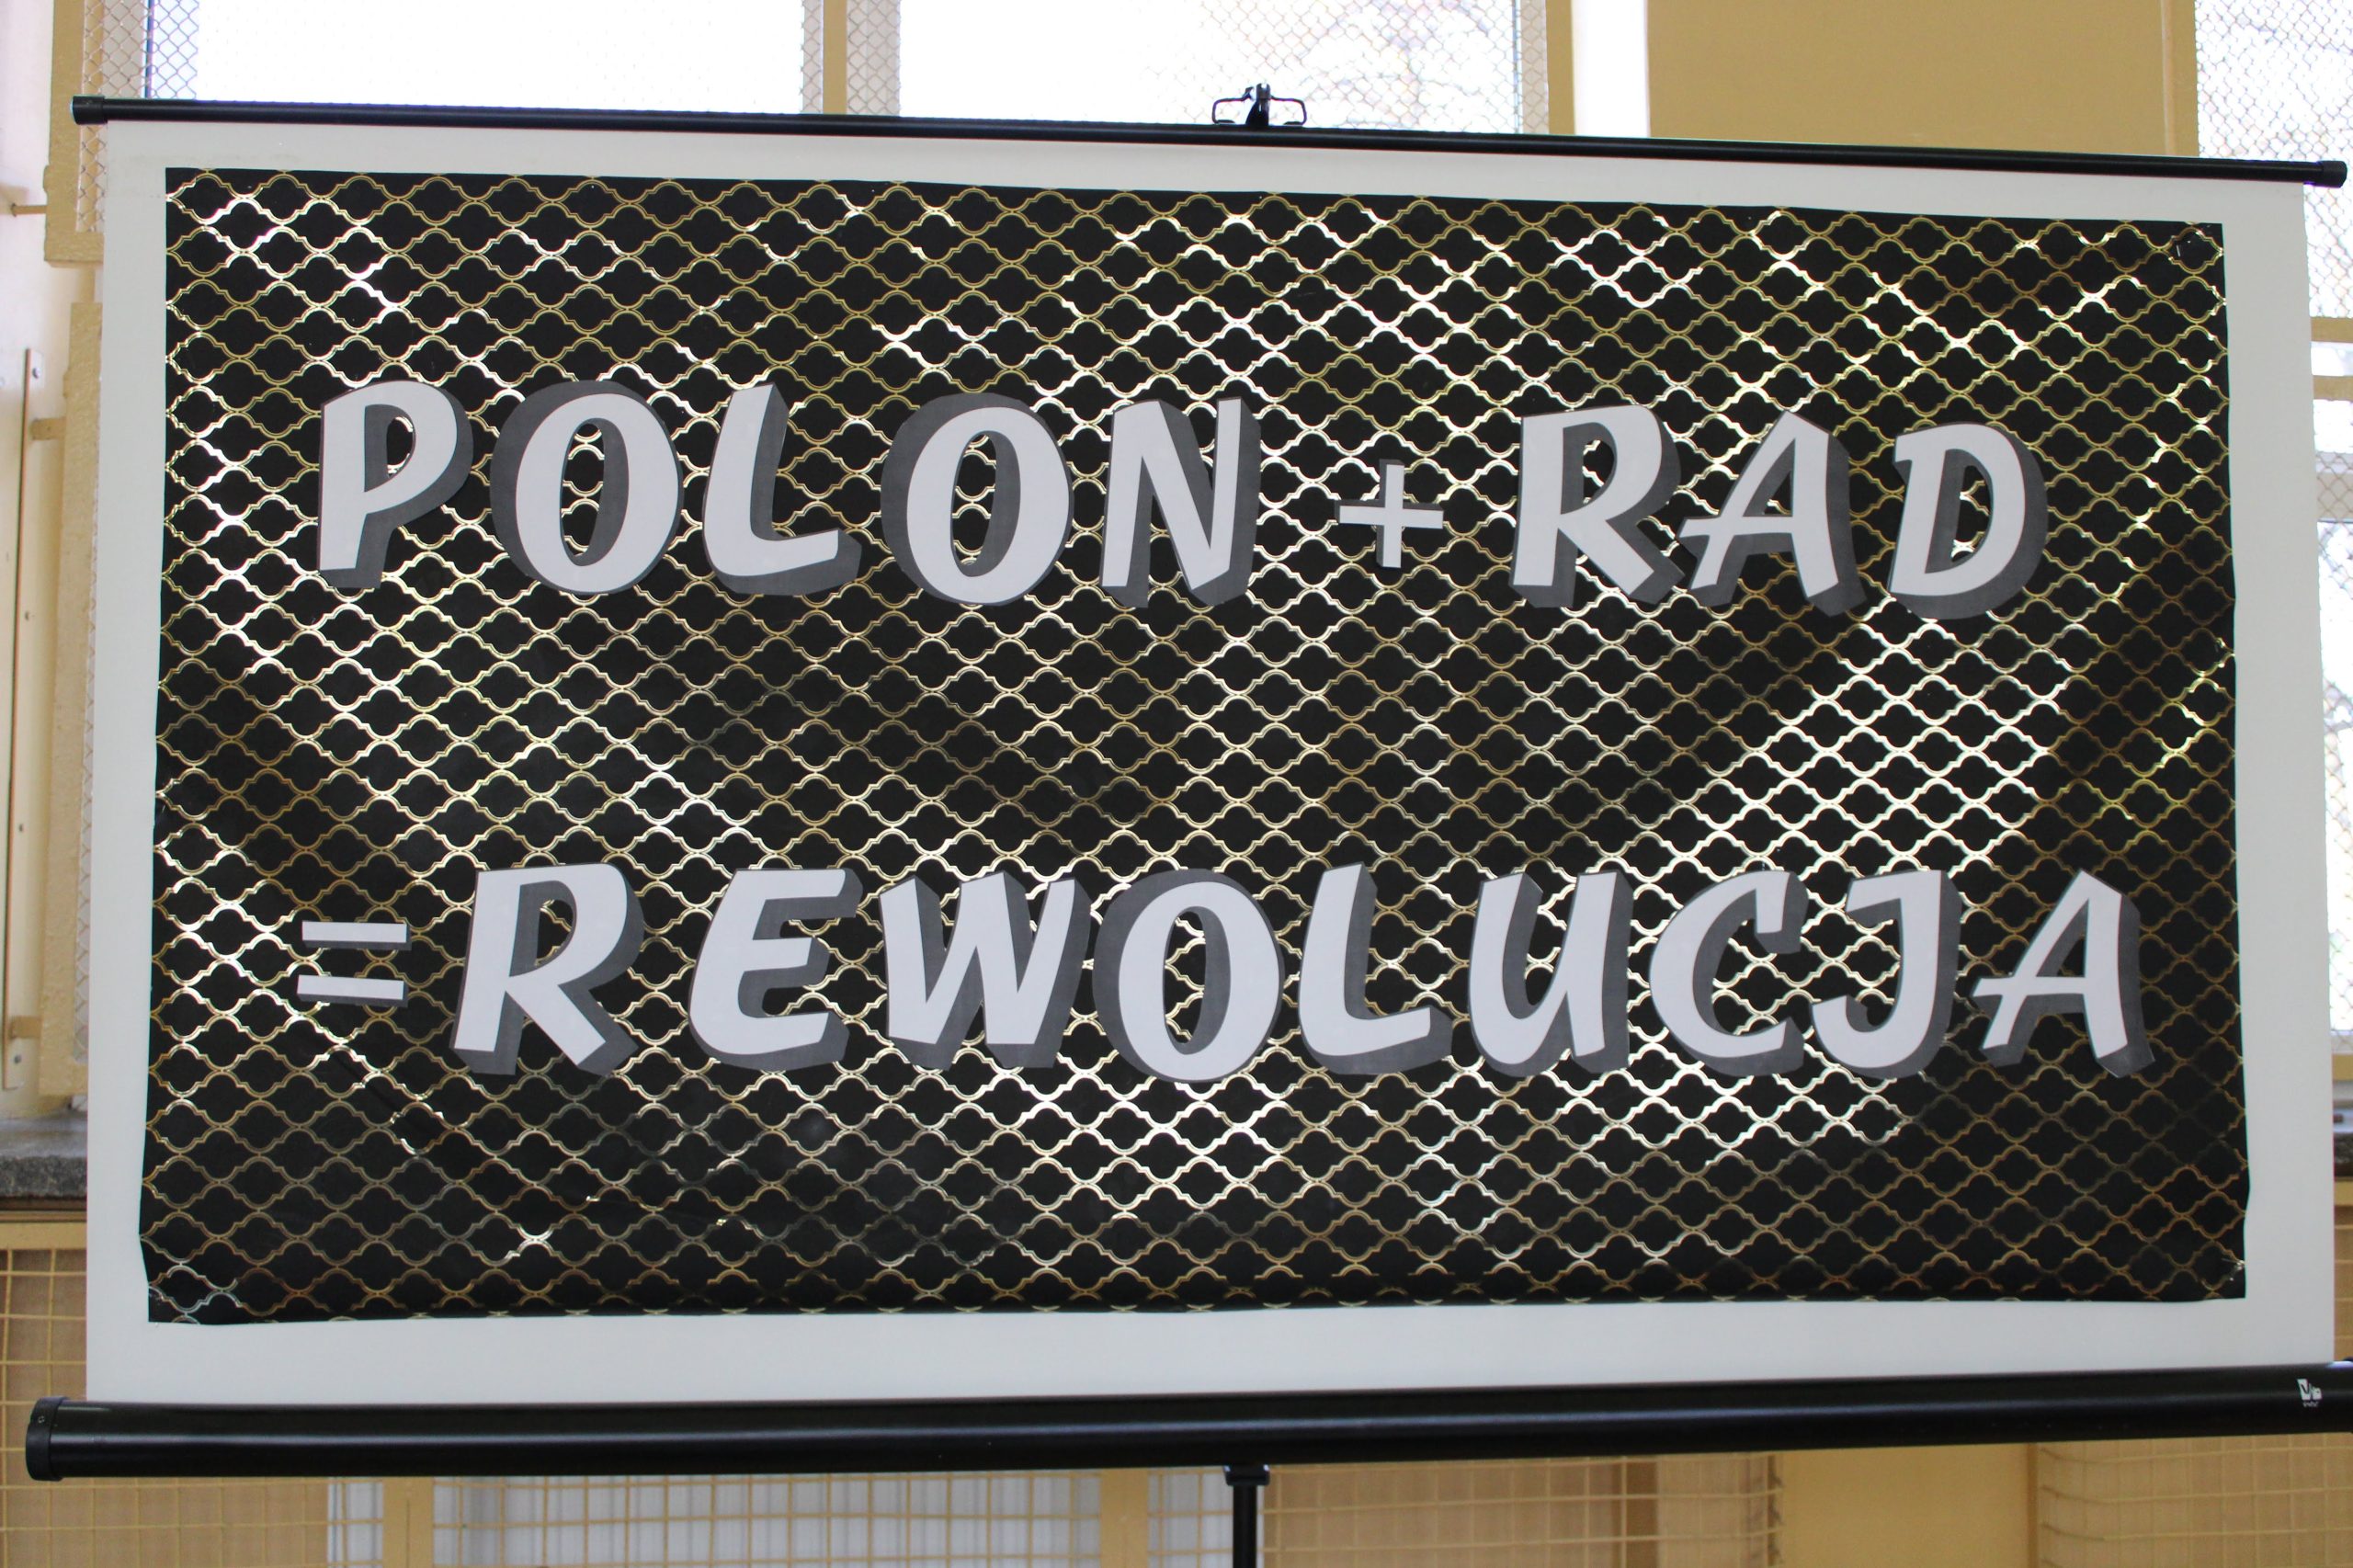 POLON + RAD
= REWOLUCJA